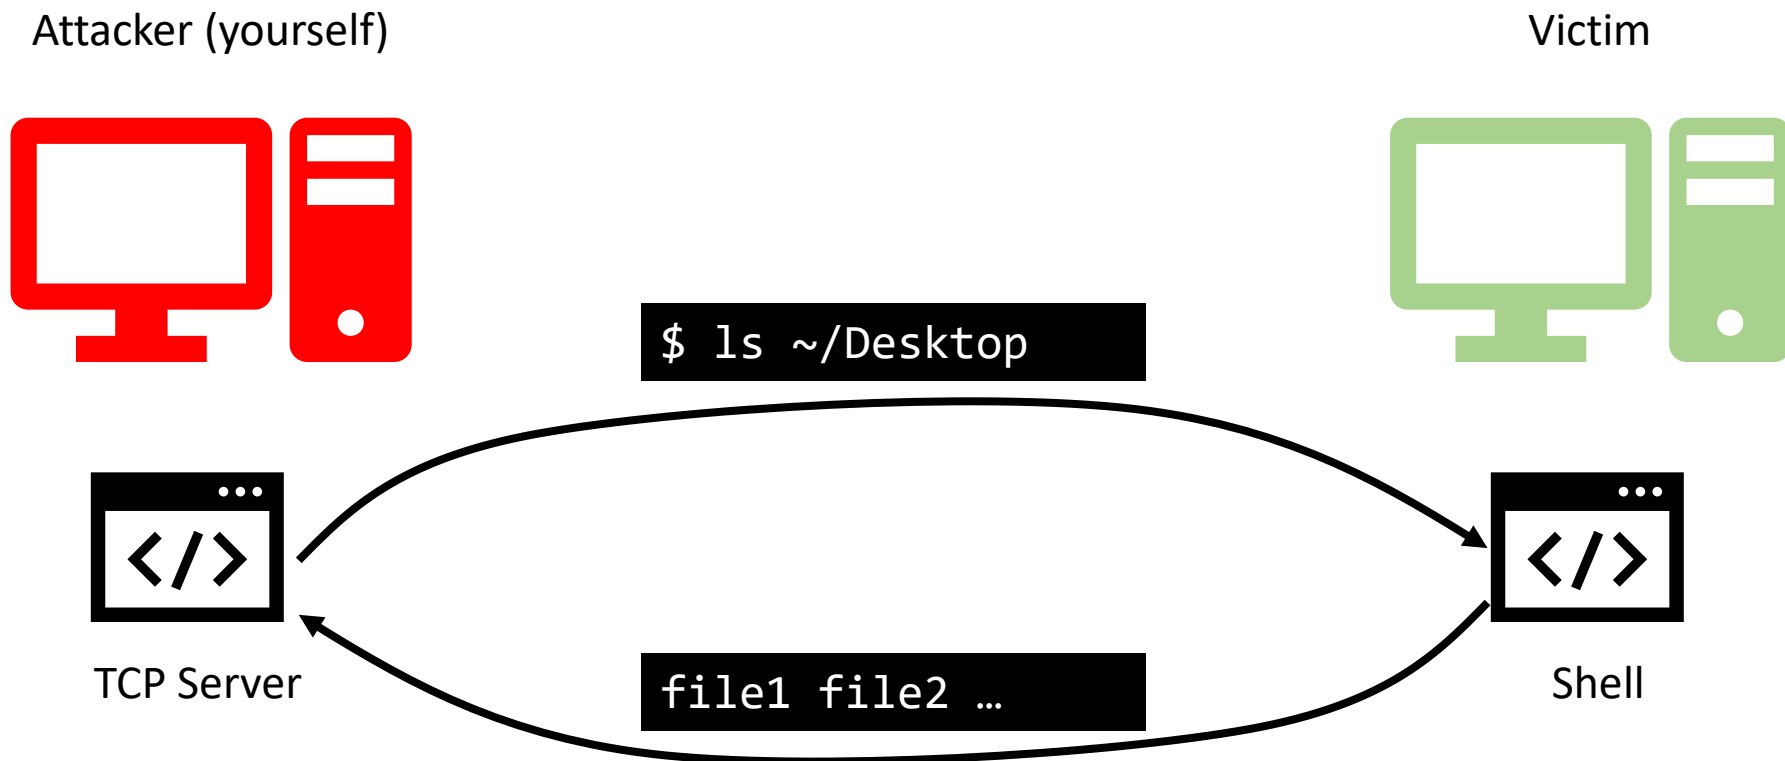 Attacker (yourself)
Victim
$ ls ~/Desktop
</>
</>
TCP Server
file1 file2 …
Shell